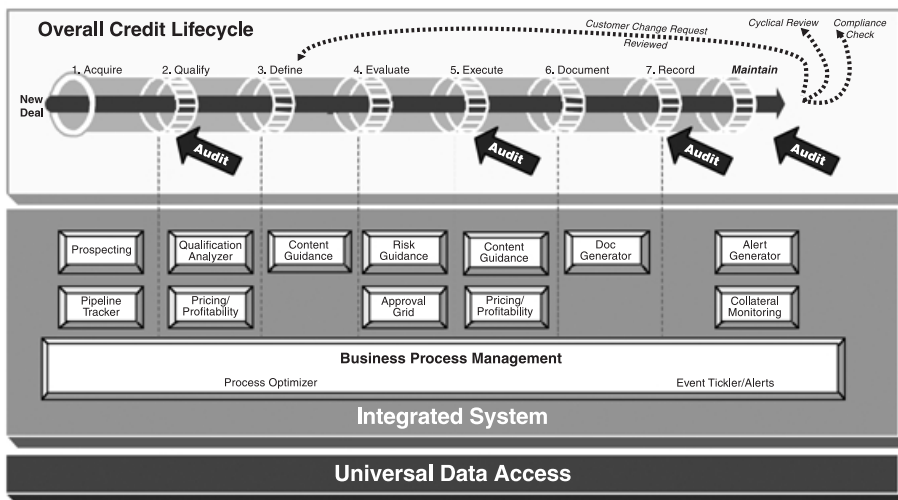 Overall Credit Lifecycle
Customer Change Request
Reviewed
Cyclical Review
Compliance
Check
1. Acquire
2. Qualify
3. Define
4. Evaluate
5. Execute
6. Document
7. Record
Maintain
New
Deal
Audit
Audit
Audit
Audit
Prospecting
Qualification
Analyzer
Content
Guidance
Risk
Guidance
Content
Guidance
Doc
Generator
Alert
Generator
Pipeline
Tracker
Pricing/
Profitability
Approval
Grid
Pricing/
Profitability
Collateral
Monitoring
Business Process Management
Process Optimizer
Event Tickler/Alerts
Integrated System
Universal Data Access